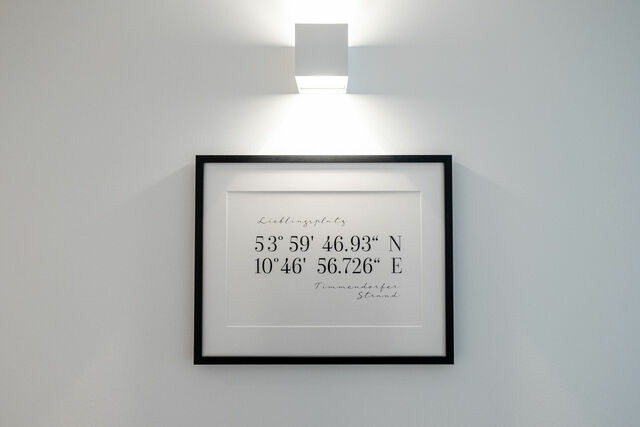 Lieblingsplatz
53° 59' 46.93“ N
10°46' 56.726“ E
Timmendorfer
Strand